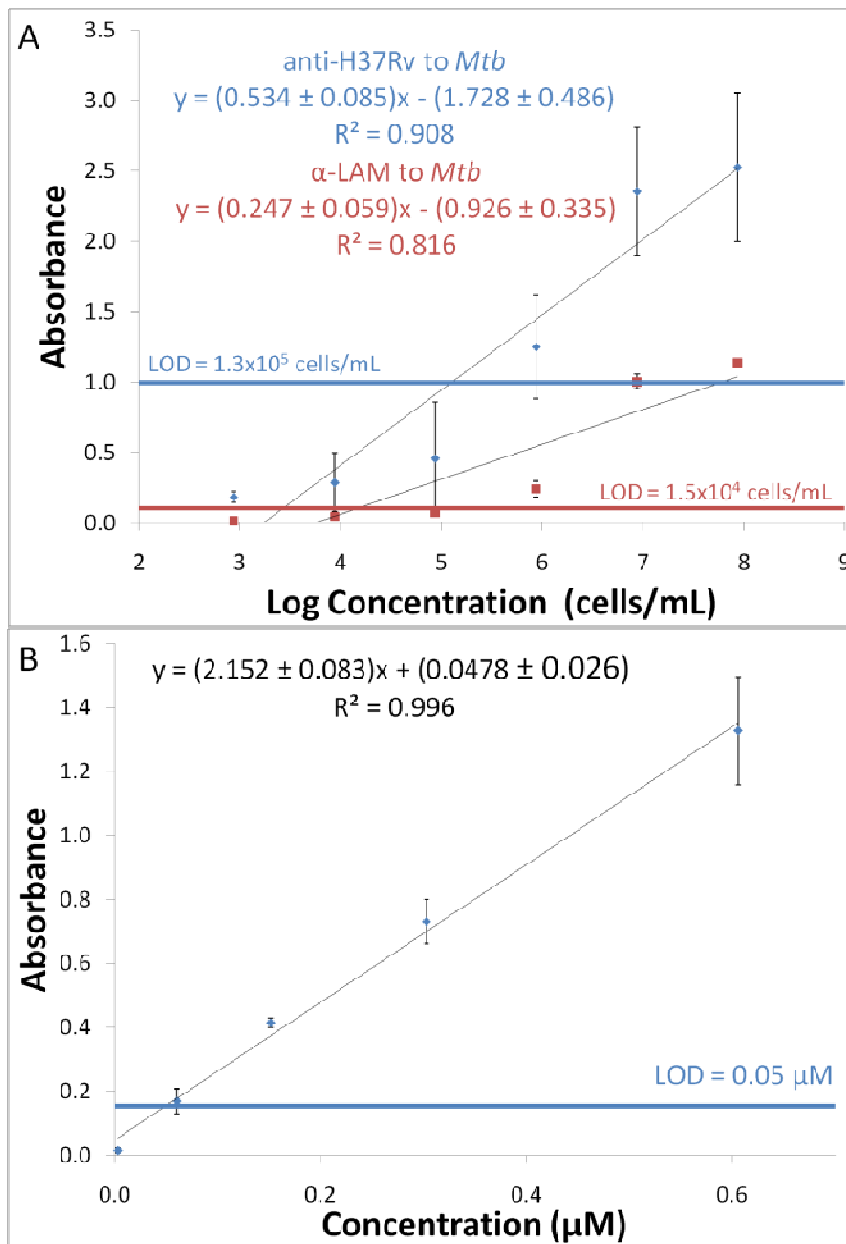 A
3.5
anti-H37Rv to Mtb
y = (0.534 ± 0.085)x - (1.728 ± 0.486)
R² = 0.908
α-LAM to Mtb
y = (0.247 ± 0.059)x - (0.926 ± 0.335)
R² = 0.816
3.0
2.5
2.0
1.5
1.0
0.5
0.0
Absorbance
LOD = 1.3x10⁵ cells/mL
LOD = 1.5x10⁴ cells/mL
2 3 4 5 6 7 8 9
Log Concentration (cells/mL)
B
1.6
y = (2.152 ± 0.083)x + (0.0478 ± 0.026)
R² = 0.996
1.4
1.2
1.0
0.8
0.6
0.4
0.2
0.0
Absorbance
LOD = 0.05 µM
0.0 0.2 0.4 0.6
Concentration (µM)